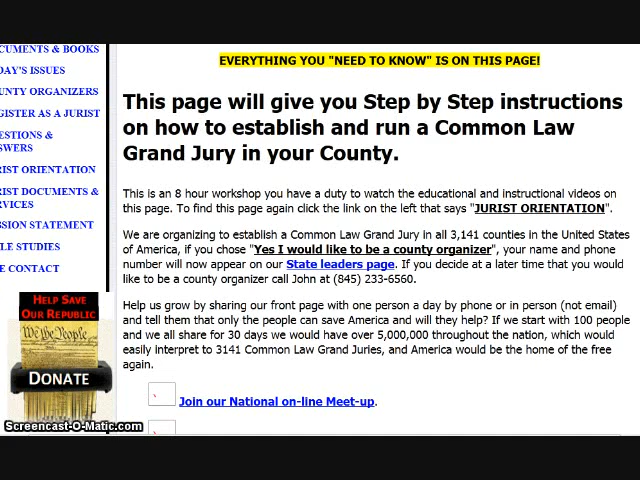 CUMENTS & BOOKS
DAY'S ISSUES
UNTY ORGANIZERS
GISTER AS A JURIST
ESTIONS &
SWERS
RIST ORIENTATION
RIST DOCUMENTS &
RVICES
SSION STATEMENT
LE STUDIES
E CONTACT
HELP SAVE
OUR REPUBLIC
We the People
DONATE
EVERYTHING YOU "NEED TO KNOW" IS ON THIS PAGE!
This page will give you Step by Step instructions
on how to establish and run a Common Law
Grand Jury in your County.
This is an 8 hour workshop you have a duty to watch the educational and instructional videos on
this page. To find this page again click the link on the left that says "JURIST ORIENTATION".
We are organizing to establish a Common Law Grand Jury in all 3,141 counties in the United States
of America, if you chose "Yes I would like to be a county organizer", your name and phone
number will now appear on our State leaders page. If you decide at a later time that you would
like to be a county organizer call John at (845) 233-6560.
Help us grow by sharing our front page with one person a day by phone or in person (not email)
and tell them that only the people can save America and will they help? If we start with 100 people
and we all share for 30 days we would have over 5,000,000 throughout the nation, which would
easily interpret to 3141 Common Law Grand Juries, and America would be the home of the free
again.
Join our National on-line Meet-up.
Screencast-O-Matic.com